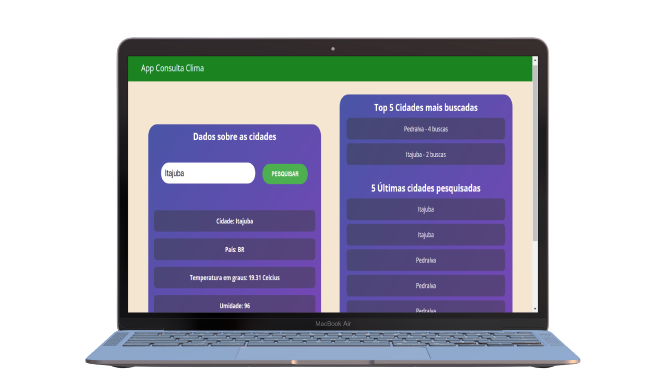 App Consulta Clima
Dados sobre as cidades
Itajuba
PESQUISAR
Cidade: Itajuba
País: BR
Temperatura em graus: 19.31 Celcius
Umidade: 96
Top 5 Cidades mais buscadas
Pedralva - 4 buscas
Itajuba - 2 buscas
5 Últimas cidades pesquisadas
Itajuba
Itajuba
Pedralva
Pedralva
Pedralva
MacBook Air